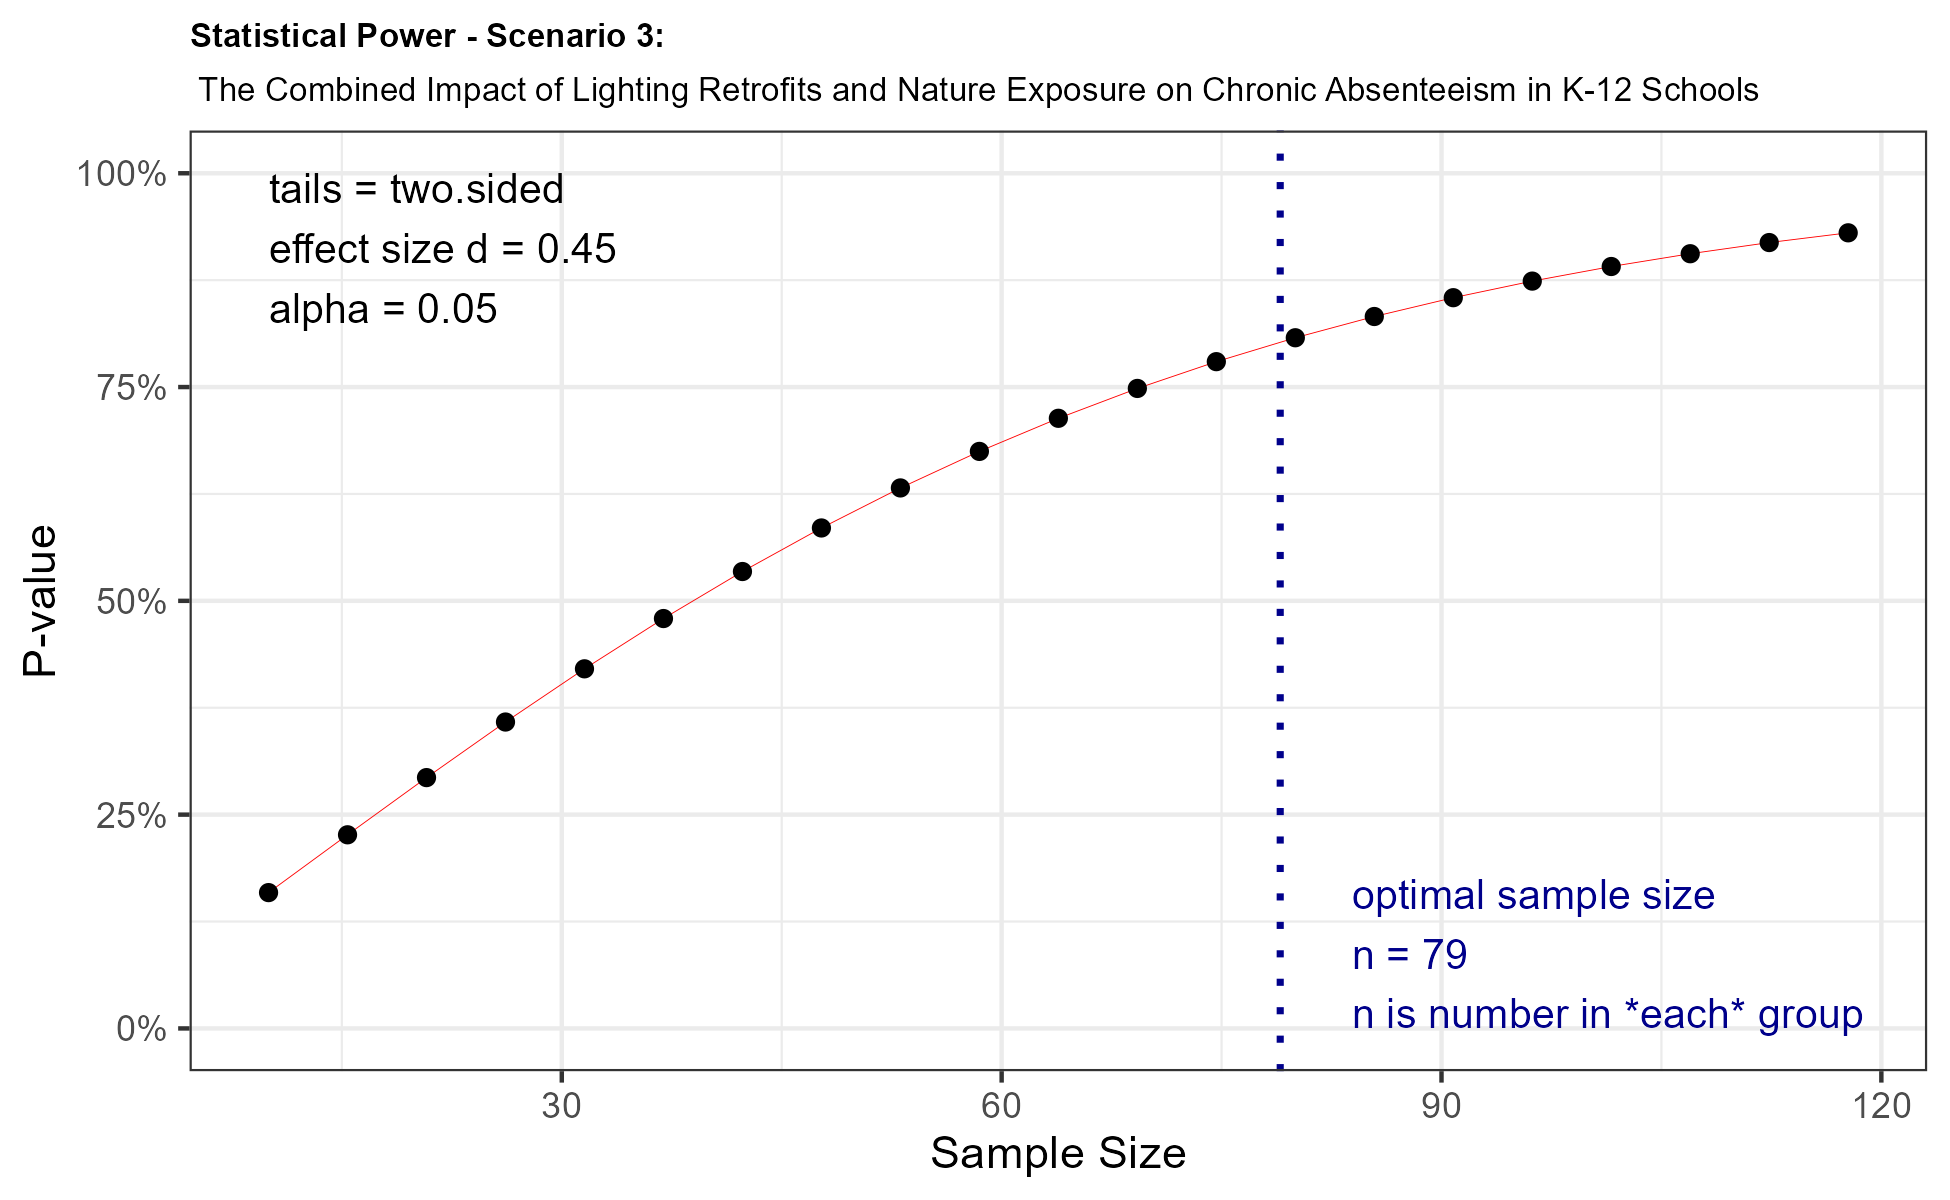 Statistical Power - Scenario 3:
The Combined Impact of Lighting Retrofits and Nature Exposure on Chronic Absenteeism in K-12 Schools
100%
75%
50%
25%
0%
P-value
tails = two.sided
effect size d = 0.45
alpha = 0.05
optimal sample size
n = 79
n is number in *each* group
30
60
90
120
Sample Size